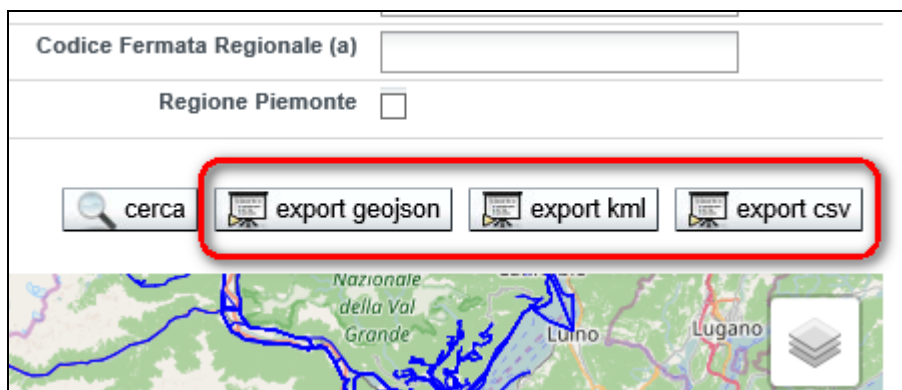 Codice Fermata Regionale (a)
Regione Piemonte
cerca export geojson export kml export csv
Nazionale
della Val
Grande
Luino
Lugano